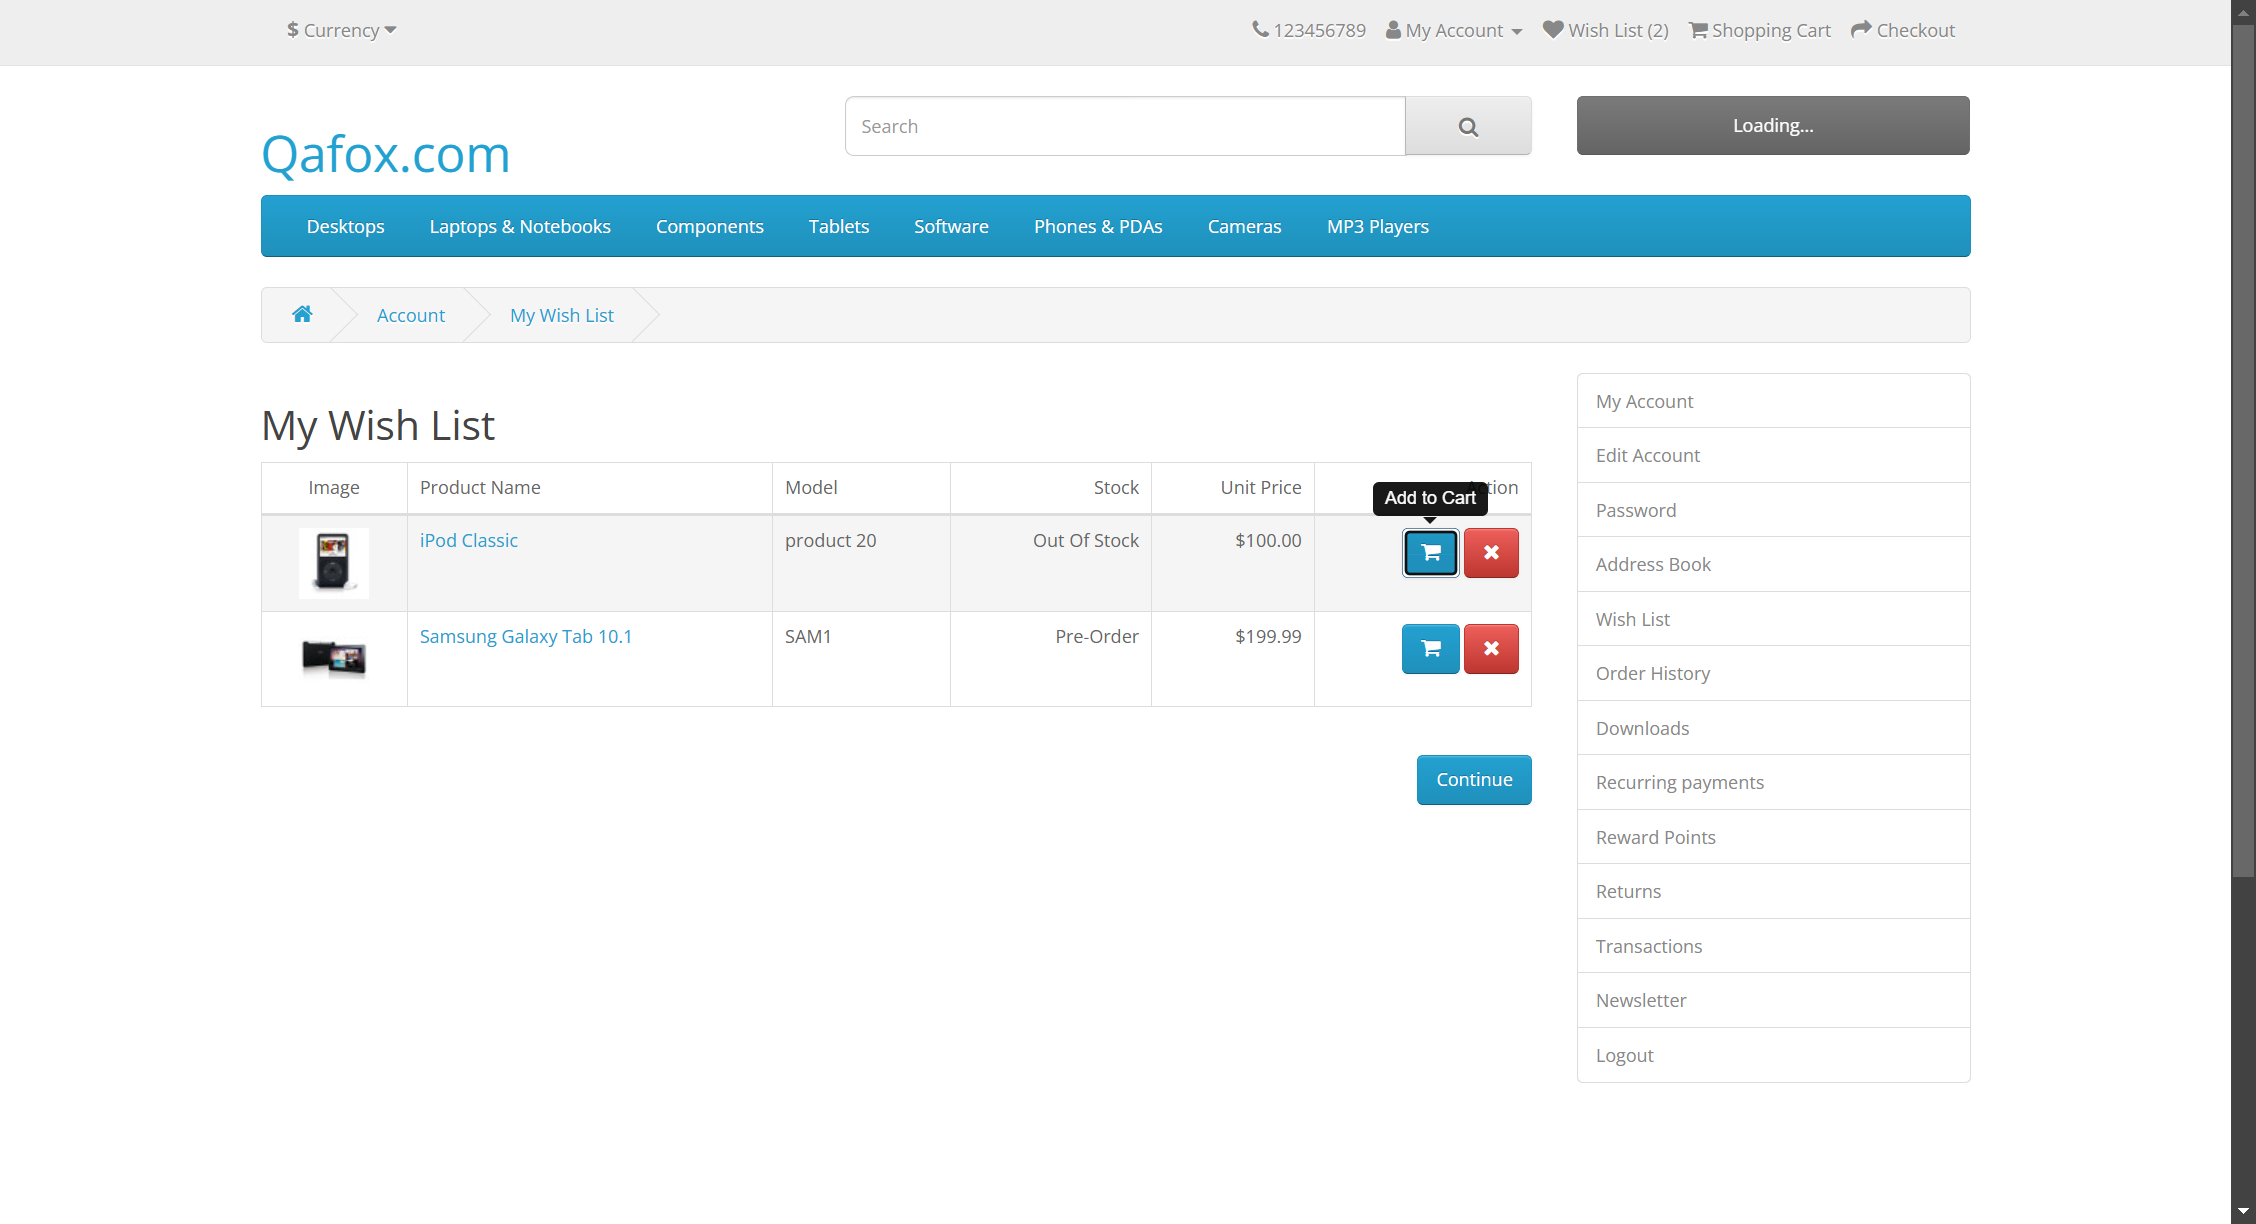 $ Currency
123456789 My Account Wish List (2) Shopping Cart Checkout
Qafox.com
Search
Loading...
Desktops Laptops & Notebooks Components Tablets Software Phones & PDAs Cameras MP3 Players
Account My Wish List
My Wish List
Image Product Name Model Stock Unit Price
Add to Cart
iPod Classic product 20 Out Of Stock $100.00
Samsung Galaxy Tab 10.1 SAM1 Pre-Order $199.99
Continue
My Account
Edit Account
Password
Address Book
Wish List
Order History
Downloads
Recurring payments
Reward Points
Returns
Transactions
Newsletter
Logout